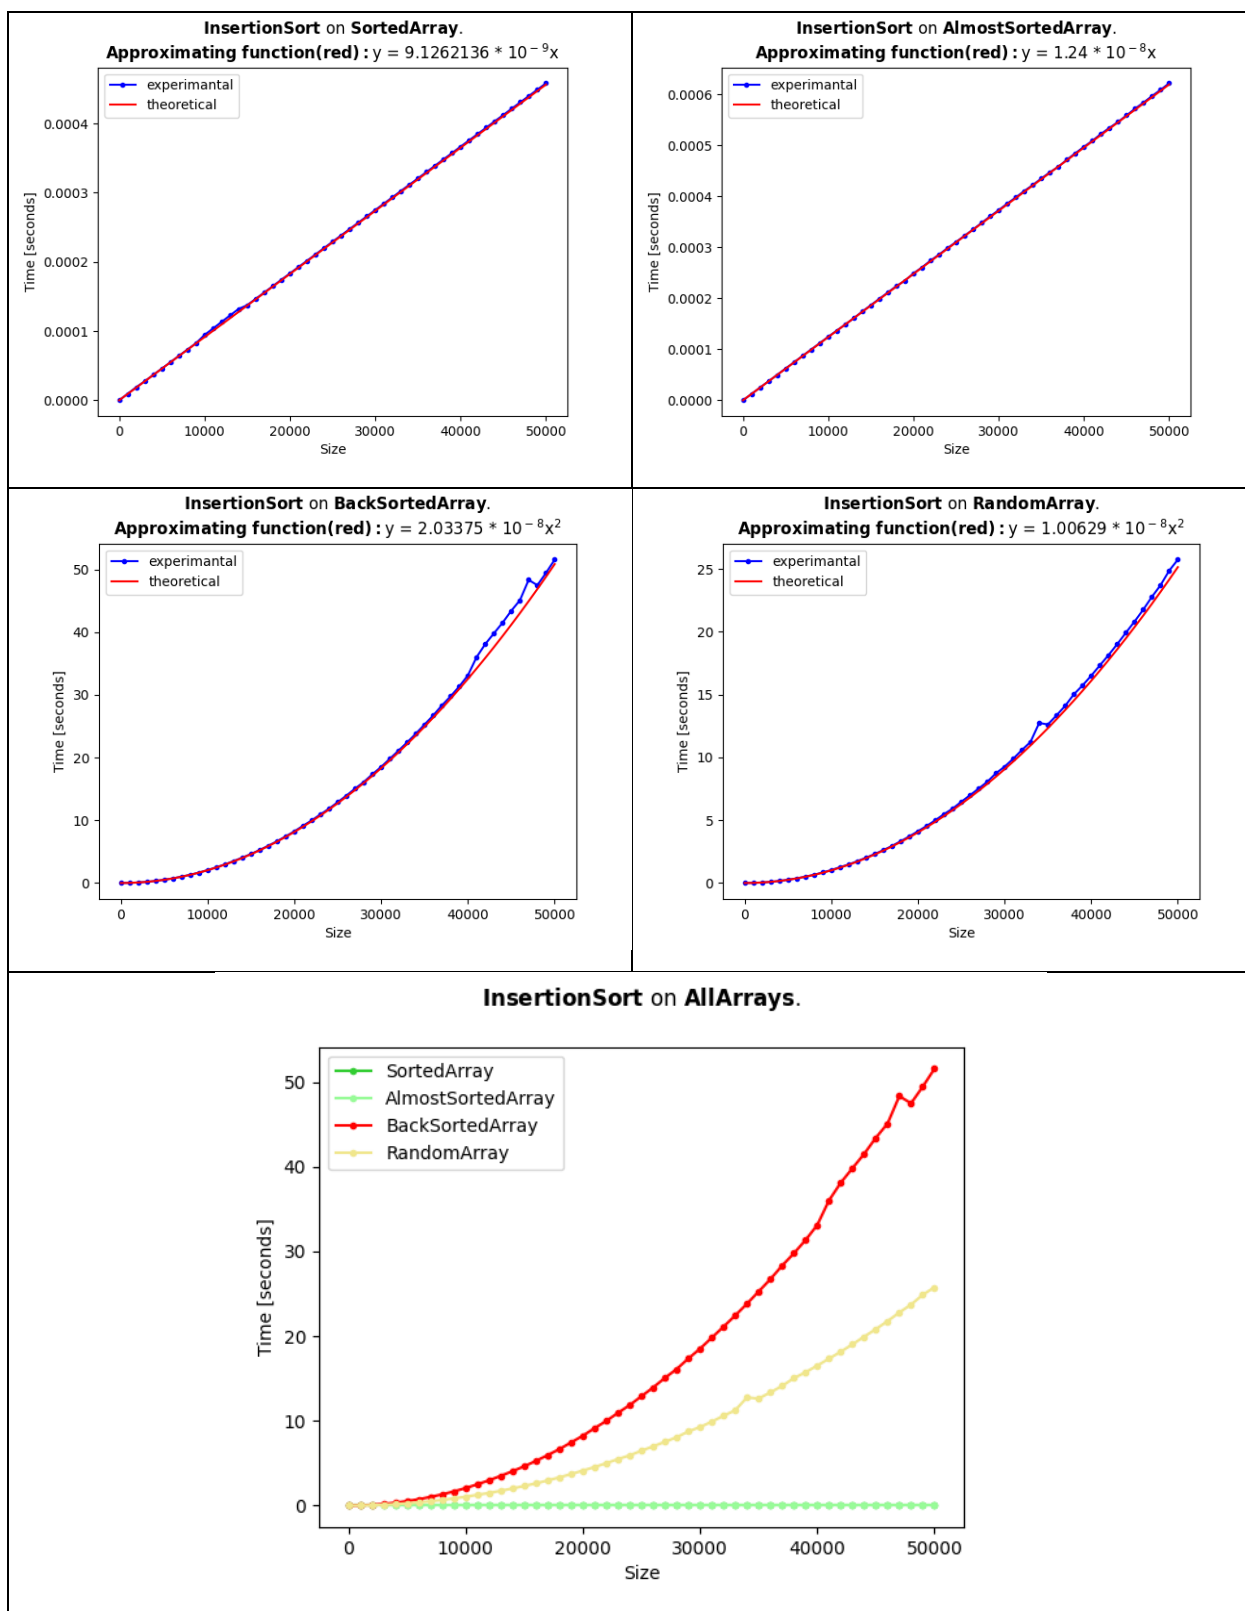 InsertionSort on SortedArray.
Approximating function(red) : y = 9.1262136 * 10⁻⁹x
experimantal
theoretical
0.0004
0.0003
0.0002
0.0001
0.0000
Time [seconds]
0 10000 20000 30000 40000 50000
Size
InsertionSort on AlmostSortedArray.
Approximating function(red) : y = 1.24 * 10⁻⁸x
experimantal
theoretical
0.0006
0.0005
0.0004
0.0003
0.0002
0.0001
0.0000
Time [seconds]
0 10000 20000 30000 40000 50000
Size
InsertionSort on BackSortedArray.
Approximating function(red) : y = 2.03375 * 10⁻⁸x²
experimantal
theoretical
50
40
30
20
10
0
Time [seconds]
0 10000 20000 30000 40000 50000
Size
InsertionSort on RandomArray.
Approximating function(red) : y = 1.00629 * 10⁻⁸x²
experimantal
theoretical
25
20
15
10
5
0
Time [seconds]
0 10000 20000 30000 40000 50000
Size
InsertionSort on AllArrays.
SortedArray
AlmostSortedArray
BackSortedArray
RandomArray
50
40
30
20
10
0
Time [seconds]
0 10000 20000 30000 40000 50000
Size